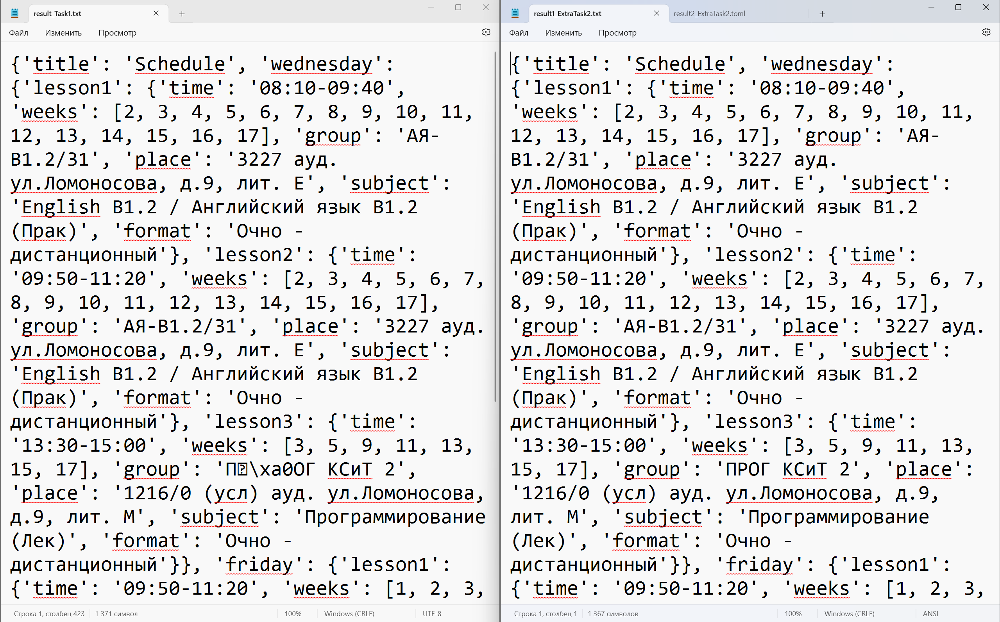 result_Task1.txt
Файл Изменить Просмотр
{'title': 'Schedule', 'wednesday':
{'lesson1': {'time': '08:10-09:40',
'weeks': [2, 3, 4, 5, 6, 7, 8, 9, 10, 11,
12, 13, 14, 15, 16, 17], 'group': 'АЯ-
B1.2/31', 'place': '3227 ауд.
ул.Ломоносова, д.9, лит. Е', 'subject':
'English B1.2 / Английский язык B1.2
(Прак)', 'format': 'Очно -
дистанционный'}, 'lesson2': {'time':
'09:50-11:20', 'weeks': [2, 3, 4, 5, 6, 7,
8, 9, 10, 11, 12, 13, 14, 15, 16, 17],
'group': 'АЯ-B1.2/31', 'place': '3227 ауд.
ул.Ломоносова, д.9, лит. Е', 'subject':
'English B1.2 / Английский язык B1.2
(Прак)', 'format': 'Очно -
дистанционный'}, 'lesson3': {'time':
'13:30-15:00', 'weeks': [3, 5, 9, 11, 13,
15, 17], 'group': 'П�\xa0ОГ КСиТ 2',
'place': '1216/0 (усл) ауд. ул.Ломоносова,
д.9, лит. М', 'subject': 'Программирование
(Лек)', 'format': 'Очно -
дистанционный'}}, 'friday': {'lesson1':
{'time': '09:50-11:20', 'weeks': [1, 2, 3,
Строка 1, столбец 423 1 371 символ 100% Windows (CRLF) UTF-8
result1_ExtraTask2.txt result2_ExtraTask2.toml
Файл Изменить Просмотр
{'title': 'Schedule', 'wednesday':
{'lesson1': {'time': '08:10-09:40',
'weeks': [2, 3, 4, 5, 6, 7, 8, 9, 10, 11,
12, 13, 14, 15, 16, 17], 'group': 'АЯ-
B1.2/31', 'place': '3227 ауд.
ул.Ломоносова, д.9, лит. Е', 'subject':
'English B1.2 / Английский язык B1.2
(Прак)', 'format': 'Очно -
дистанционный'}, 'lesson2': {'time':
'09:50-11:20', 'weeks': [2, 3, 4, 5, 6, 7,
8, 9, 10, 11, 12, 13, 14, 15, 16, 17],
'group': 'АЯ-B1.2/31', 'place': '3227 ауд.
ул.Ломоносова, д.9, лит. Е', 'subject':
'English B1.2 / Английский язык B1.2
(Прак)', 'format': 'Очно -
дистанционный'}, 'lesson3': {'time':
'13:30-15:00', 'weeks': [3, 5, 9, 11, 13,
15, 17], 'group': 'ПРОГ КСиТ 2', 'place':
'1216/0 (усл) ауд. ул.Ломоносова, д.9,
лит. М', 'subject': 'Программирование
(Лек)', 'format': 'Очно -
дистанционный'}}, 'friday': {'lesson1':
{'time': '09:50-11:20', 'weeks': [1, 2, 3,
Строка 1, столбец 1 1 367 символов 100% Windows (CRLF) ANSI